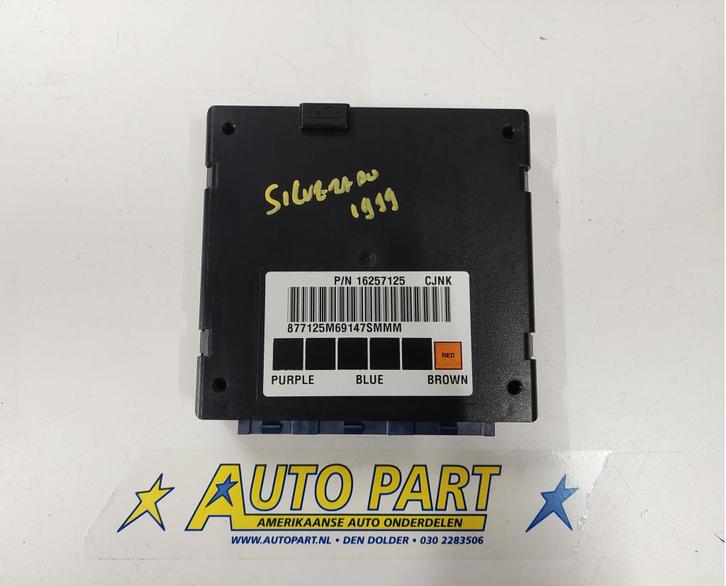 SILVERADO
1999
P/N 16257125 CJNK
877125M69147SMMM
RED
PURPLE BLUE BROWN
AUTO PART
AMERIKAANSE AUTO ONDERDELEN
WWW.AUTOPART.NL • DEN DOLDER • 030 2283506